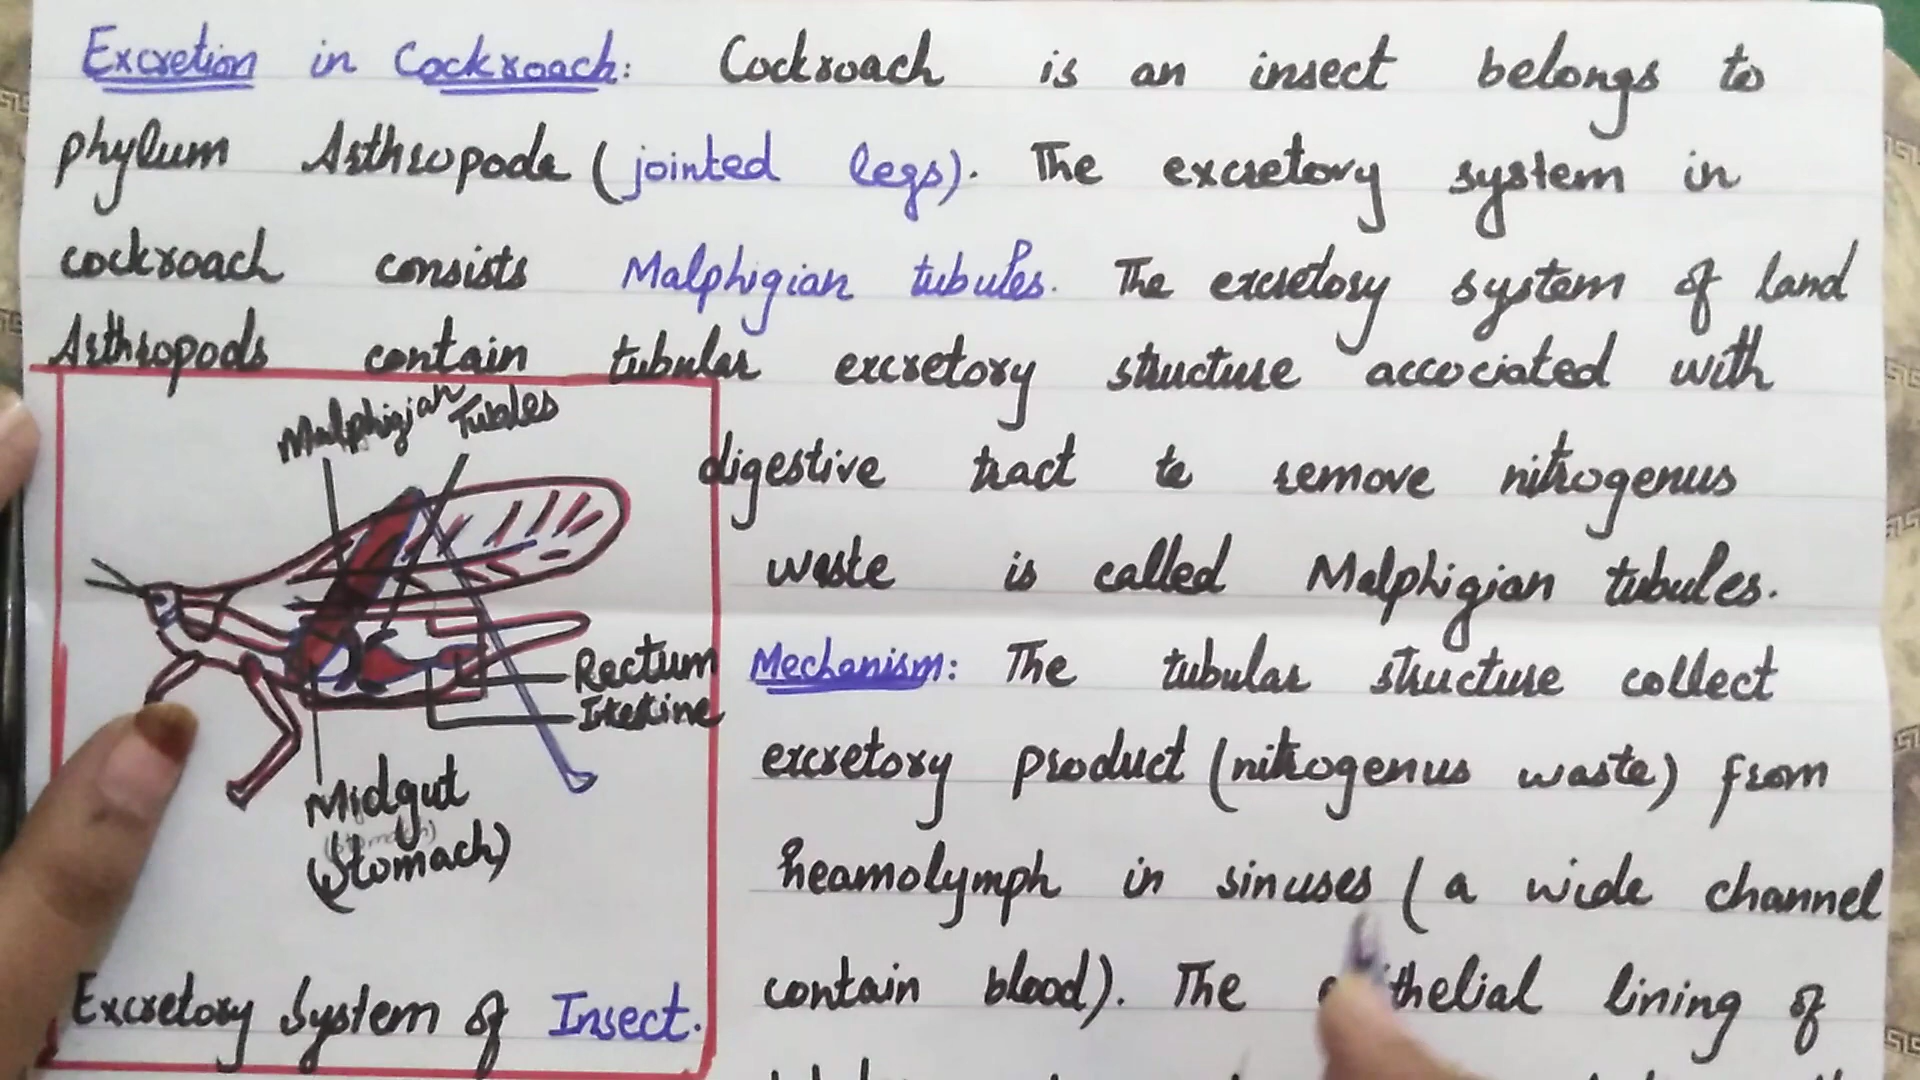 Excretion in Cockroach: Cockroach is an insect belongs to
phylum Arthropoda (jointed legs). The excretory system in
cockroach consists Malphigian tubules. The excretory system of land
Arthropods contain tubular excretory structure accociated with
digestive tract to remove nitrogenus
waste is called Malphigian tubules.
Mechanism: The tubular structure collect
excretory product (nitrogenus waste) from
heamolymph in sinuses (a wide channel
contain blood). The lining of
Malphigian Tubles
Rectum
Itestine
Midgut
(Stomach)
Excretory System of Insect.